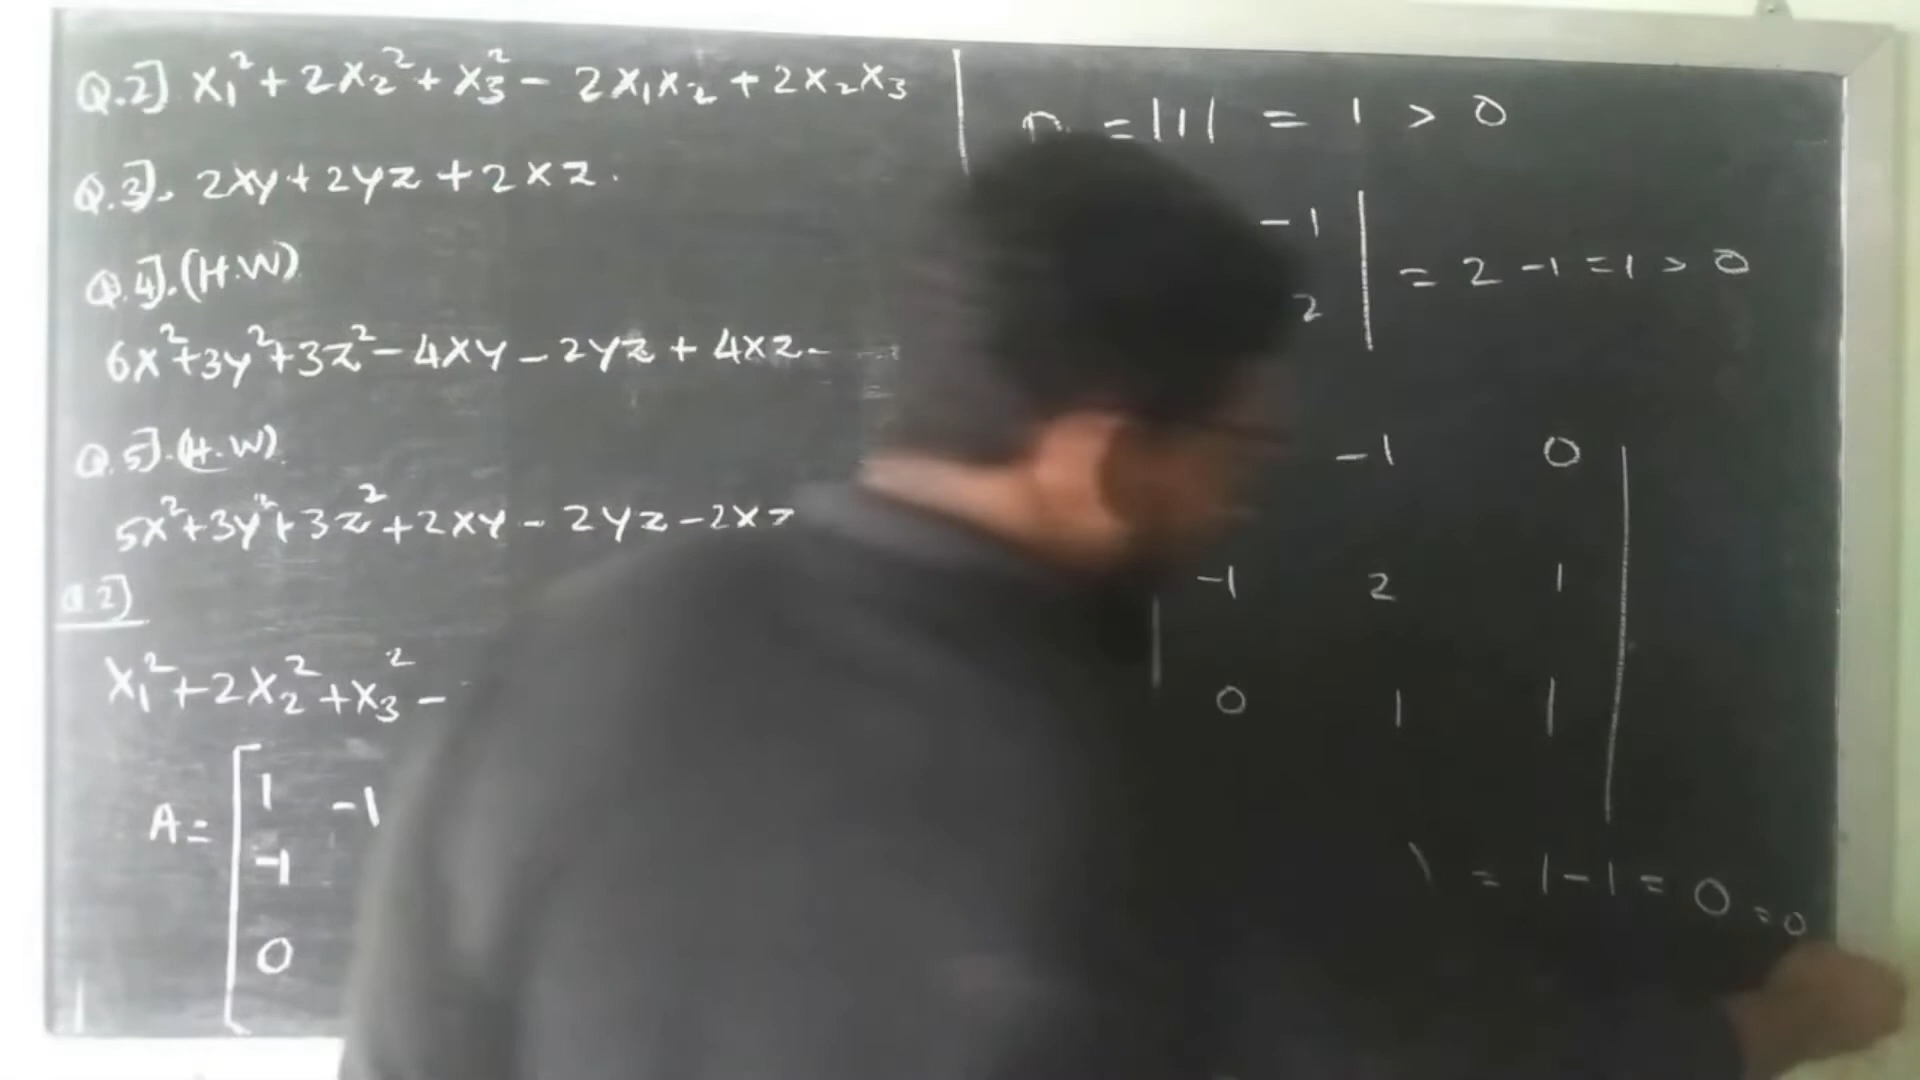 Q.2] x₁² + 2x₂² + x₃² - 2x₁x₂ + 2x₂x₃
Q.3]. 2xy + 2yz + 2xz.
Q.4].(H.W)
6x²+3y²+3z²-4xy-2yz+4xz.
Q.5].(H.W)
5x²+3y²+3z²+2xy-2yz-2xz
Q.2]
x₁²+2x₂²+x₃²-
A= [ 1 -1
-1
0
= |1| = 1 > 0
-1
2 | = 2-1=1 > 0
-1 0
-1 2 1
0 1 1
) = 1-1 = 0 = 0